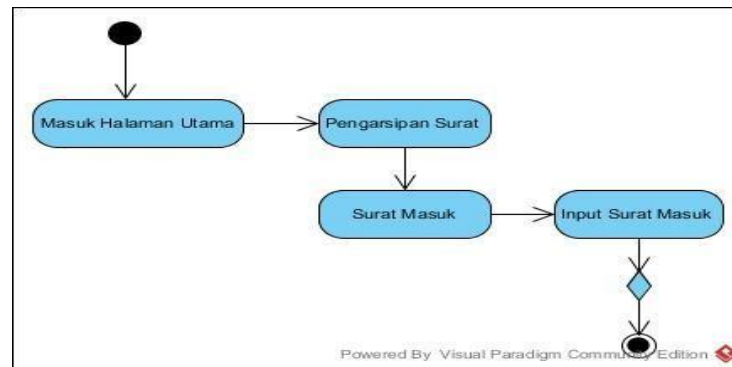 Masuk Halaman Utama
Pengarsipan Surat
Surat Masuk
Input Surat Masuk
Powered By Visual Paradigm Community Edition